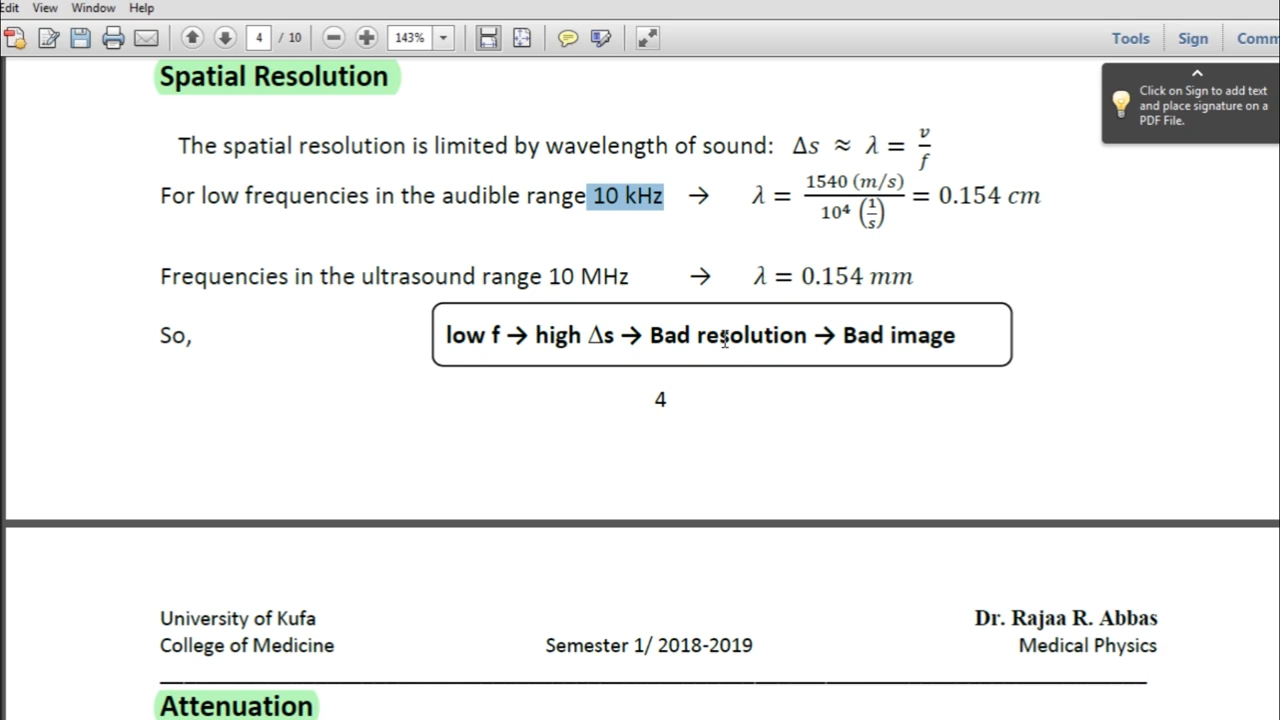 Edit View Window Help
4 / 10 143% Tools Sign Comm
Click on Sign to add text
and place signature on a
PDF File.
Spatial Resolution
The spatial resolution is limited by wavelength of sound: Δs ≈ λ = v/f
For low frequencies in the audible range 10 kHz → λ = 1540 (m/s) / 10⁴ (1/s) = 0.154 cm
Frequencies in the ultrasound range 10 MHz → λ = 0.154 mm
So, low f → high Δs → Bad resolution → Bad image
4
University of Kufa Dr. Rajaa R. Abbas
College of Medicine Semester 1/ 2018-2019 Medical Physics
Attenuation